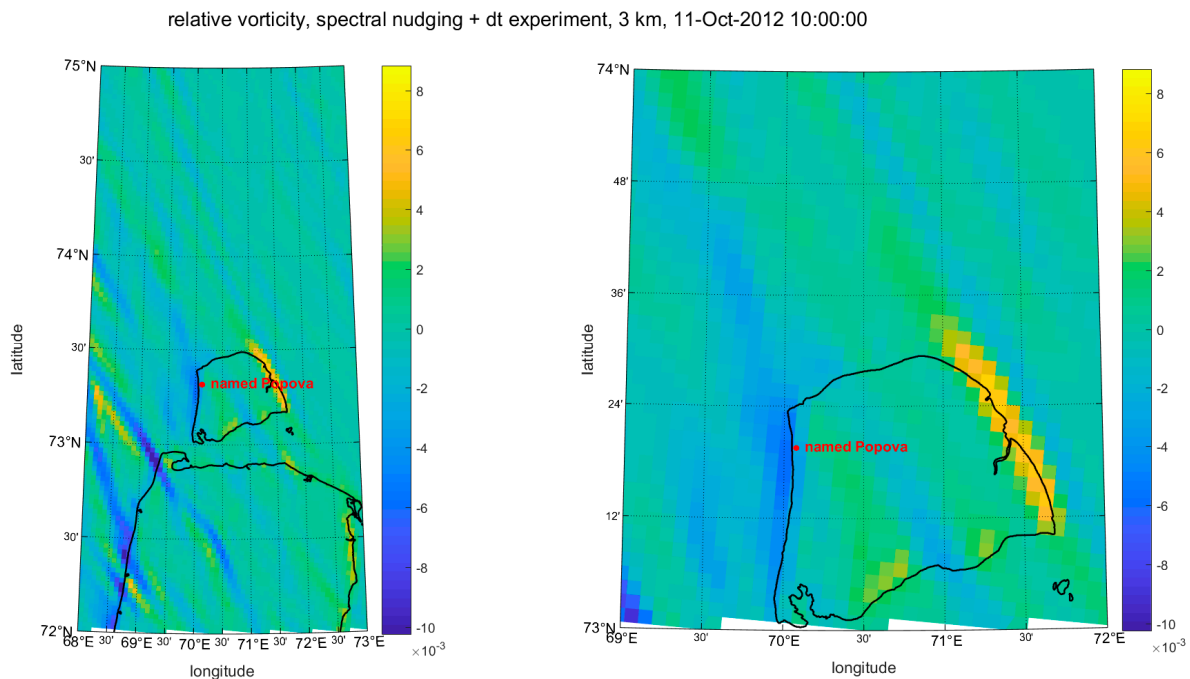 relative vorticity, spectral nudging + dt experiment, 3 km, 11-Oct-2012 10:00:00
75°N
30'
74°N
30'
73°N
30'
72°N
68°E
30'
69°E
30'
70°E
30'
71°E
30'
72°E
30'
73°E
latitude
longitude
named Popova
8
6
4
2
0
-2
-4
-6
-8
-10
×10-3
74°N
48'
36'
24'
12'
73°N
69°E
30'
70°E
30'
71°E
30'
72°E
latitude
longitude
named Popova
8
6
4
2
0
-2
-4
-6
-8
-10
×10-3